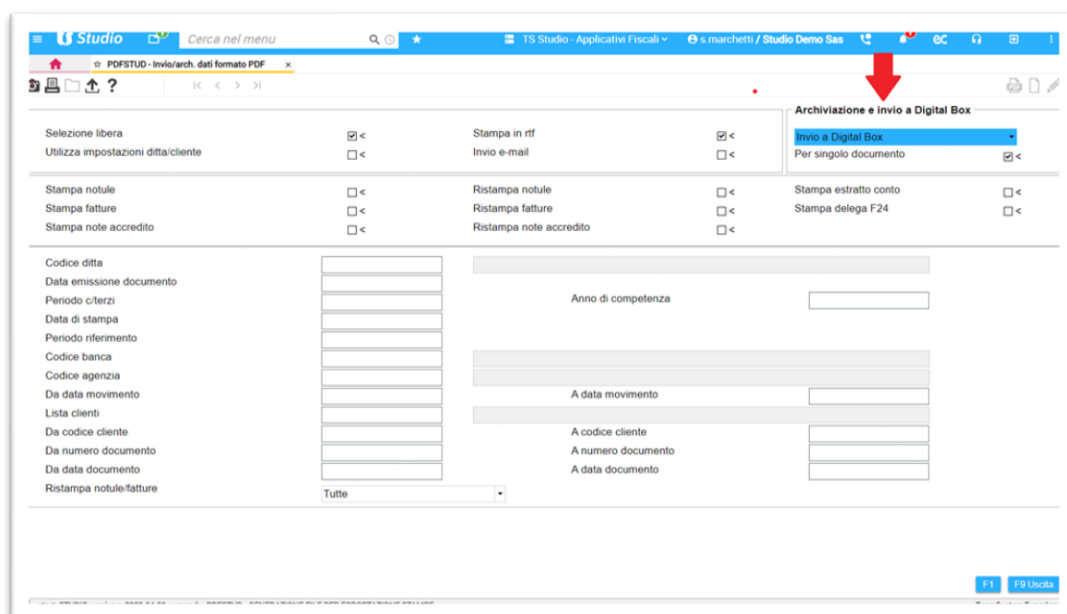 Studio
1
Cerca nel menu
TS Studio - Applicativi Fiscali
s.marchetti / Studio Demo Sas
PDFSTUD - Invio/arch. dati formato PDF
Archiviazione e invio a Digital Box
Selezione libera
Stampa in rtf
Invio a Digital Box
Utilizza impostazioni ditta/cliente
Invio e-mail
Per singolo documento
Stampa notule
Ristampa notule
Stampa estratto conto
Stampa fatture
Ristampa fatture
Stampa delega F24
Stampa note accredito
Ristampa note accredito
Codice ditta
Data emissione documento
Periodo c/terzi
Anno di competenza
Data di stampa
Periodo riferimento
Codice banca
Codice agenzia
Da data movimento
A data movimento
Lista clienti
Da codice cliente
A codice cliente
Da numero documento
A numero documento
Da data documento
A data documento
Ristampa notule/fatture
Tutte
F1
F9 Uscita